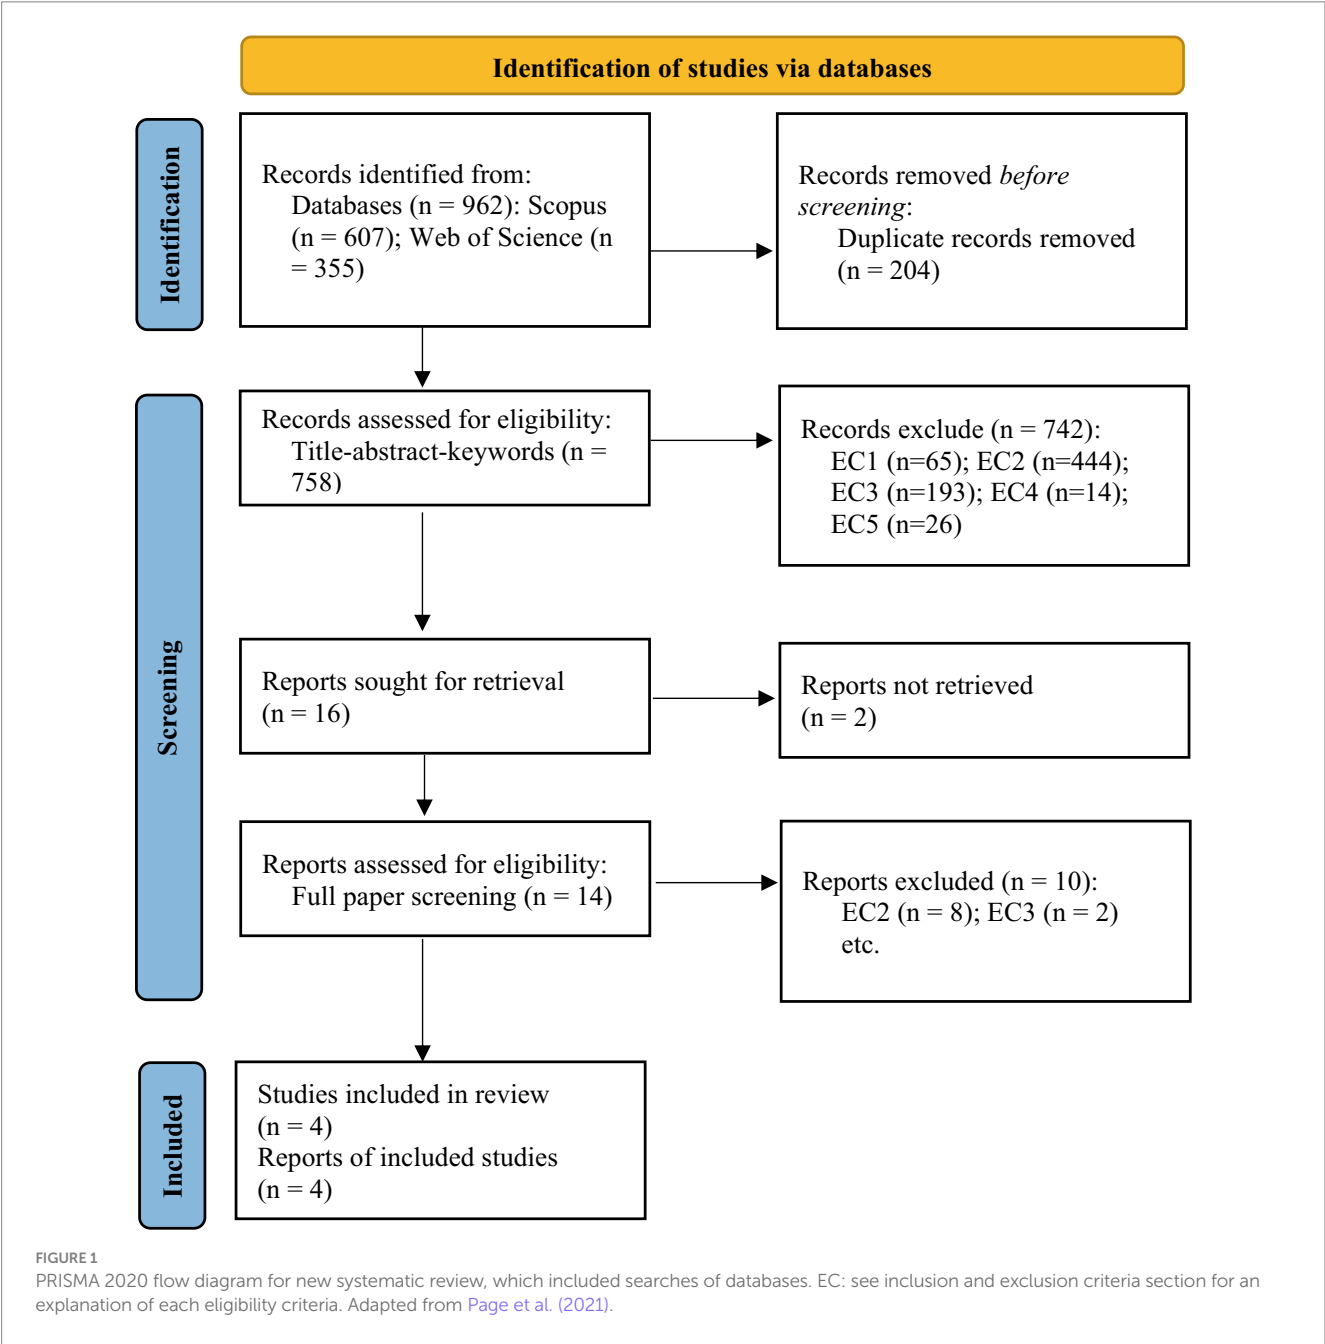 Identification of studies via databases
Identification
Records identified from:
Databases (n = 962): Scopus
(n = 607); Web of Science (n
= 355)
Records removed before
screening:
Duplicate records removed
(n = 204)
Screening
Records assessed for eligibility:
Title-abstract-keywords (n =
758)
Records exclude (n = 742):
EC1 (n=65); EC2 (n=444);
EC3 (n=193); EC4 (n=14);
EC5 (n=26)
Reports sought for retrieval
(n = 16)
Reports not retrieved
(n = 2)
Reports assessed for eligibility:
Full paper screening (n = 14)
Reports excluded (n = 10):
EC2 (n = 8); EC3 (n = 2)
etc.
Included
Studies included in review
(n = 4)
Reports of included studies
(n = 4)
FIGURE 1
PRISMA 2020 flow diagram for new systematic review, which included searches of databases. EC: see inclusion and exclusion criteria section for an
explanation of each eligibility criteria. Adapted from Page et al. (2021).